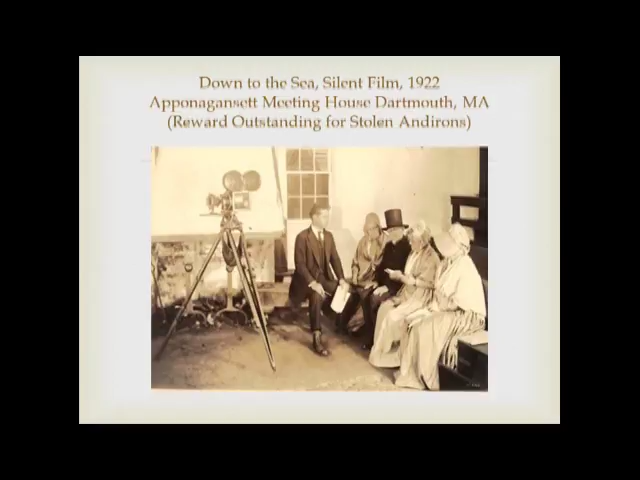 Down to the Sea, Silent Film, 1922
Apponagansett Meeting House Dartmouth, MA
(Reward Outstanding for Stolen Andirons)